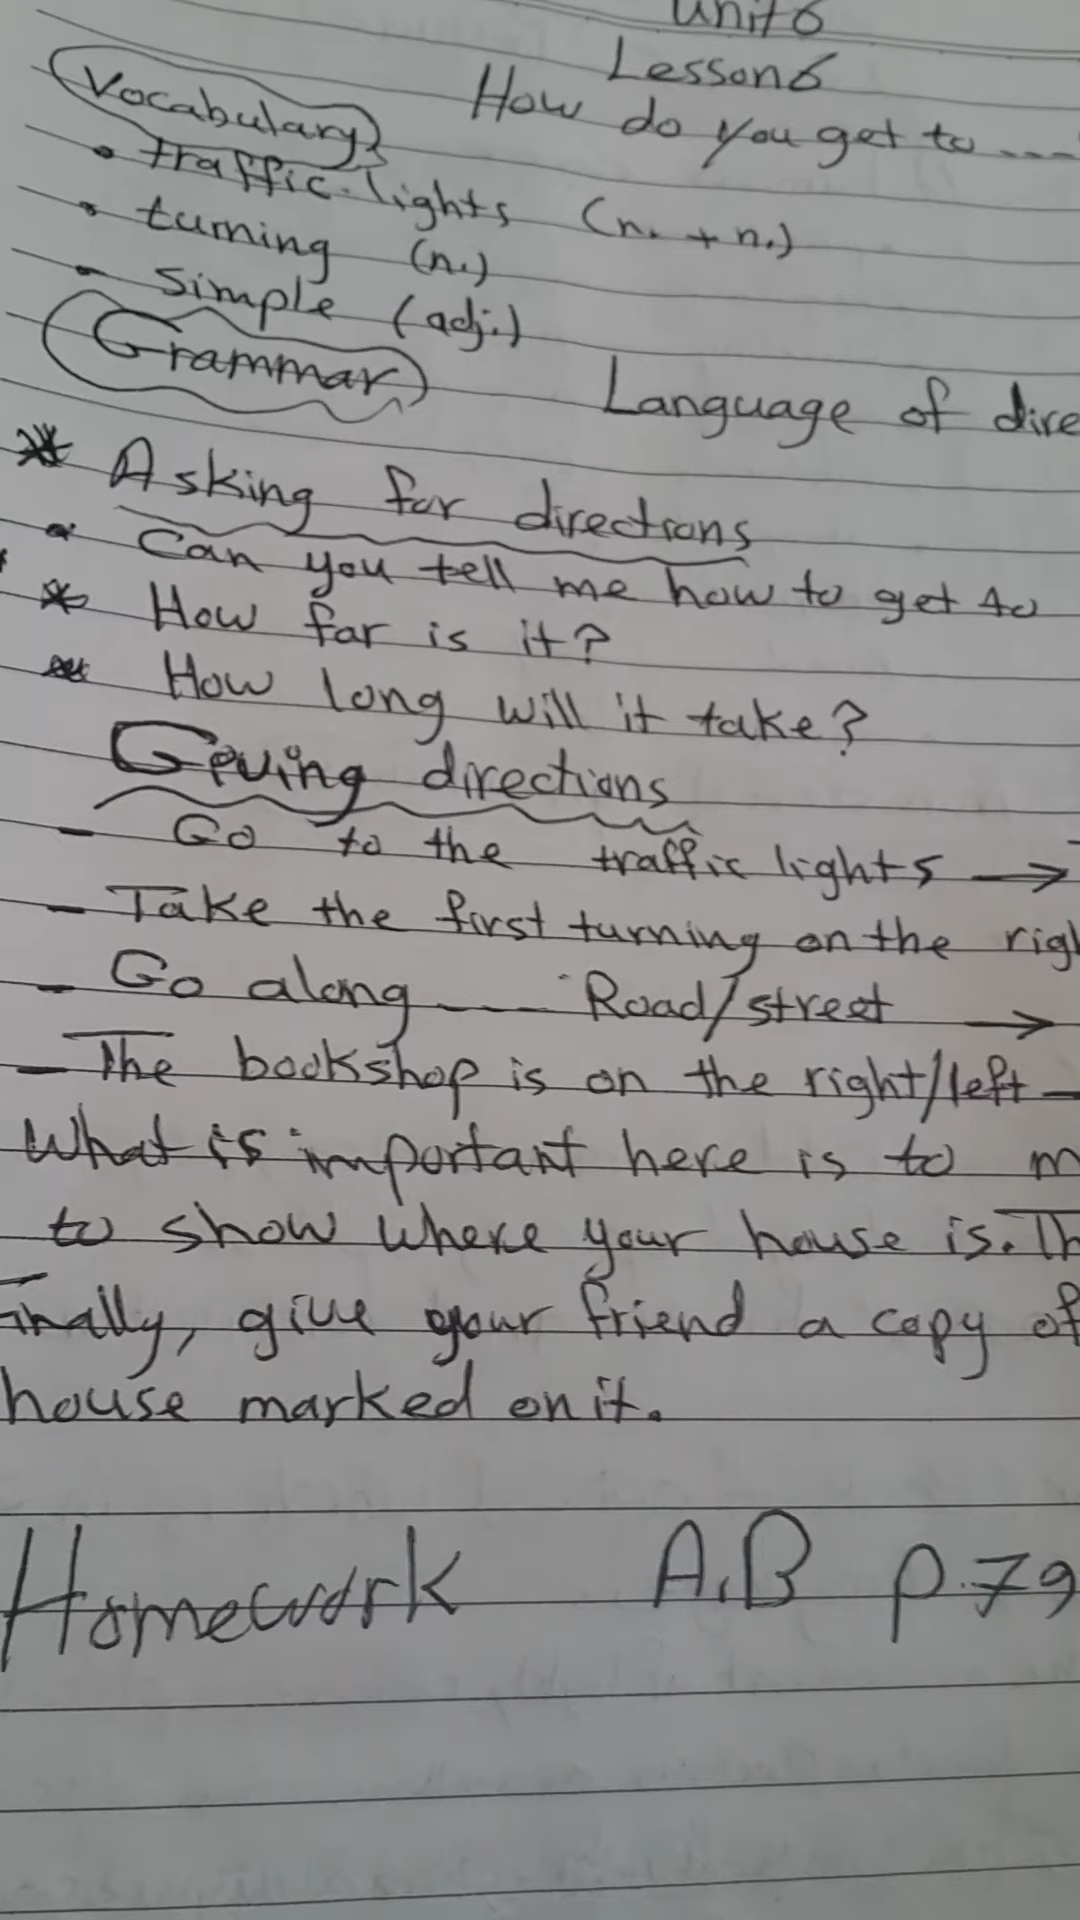 Unit 6
Lesson 6
How do you get to ....
Vocabulary
• traffic lights (n. + n.)
• turning (n.)
• Simple (adj.)
Grammar
Language of
* Asking for directions
• Can you tell me how to get to
* How far is it?
* How long will it take?
Geving directions
- Go to the traffic lights →
- Take the first turning on the
- Go along ---- Road/street →
- The bookshop is on the right/left -
What is important here is to
to show where your house is.
give your friend a copy of
house marked on it.
Homework A.B p.79